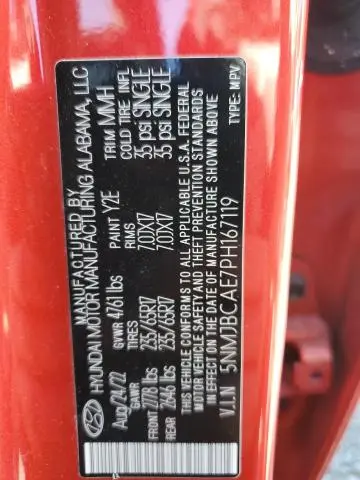 MANUFACTURED BY
HYUNDAI MOTOR MANUFACTURING ALABAMA, LLC
Aug/24/22 GVWR 4761lbs PAINT Y2E TRIM MMH
GAWR TIRES RIMS COLD TIRE INFL
FRONT 2778 lbs 235/65R17 7.0JX17 35 psi SINGLE
REAR 2646 lbs 235/65R17 7.0JX17 35 psi SINGLE
THIS VEHICLE CONFORMS TO ALL APPLICABLE U.S.A. FEDERAL
MOTOR VEHICLE SAFETY AND THEFT PREVENTION STANDARDS
IN EFFECT ON THE DATE OF MANUFACTURE SHOWN ABOVE
V.I.N 5NMJBCAE7PH167119 TYPE: MPV